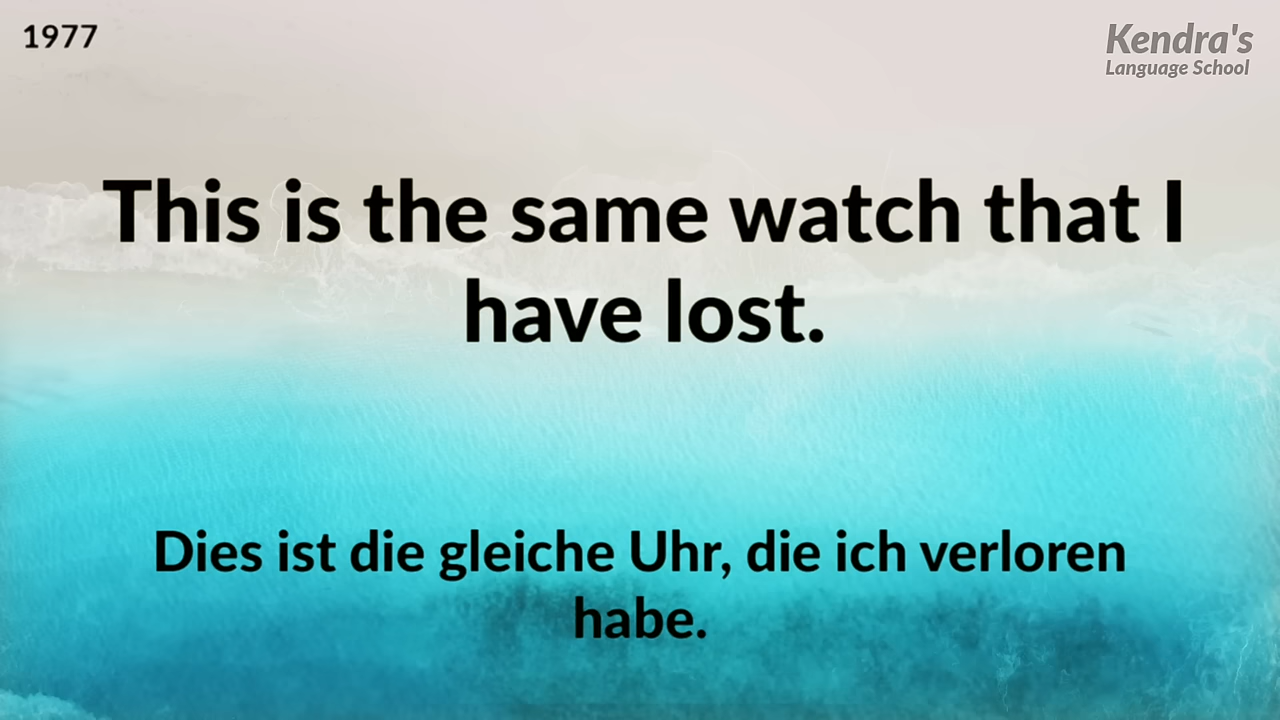 1977
Kendra's
Language School
This is the same watch that I
have lost.
Dies ist die gleiche Uhr, die ich verloren
habe.